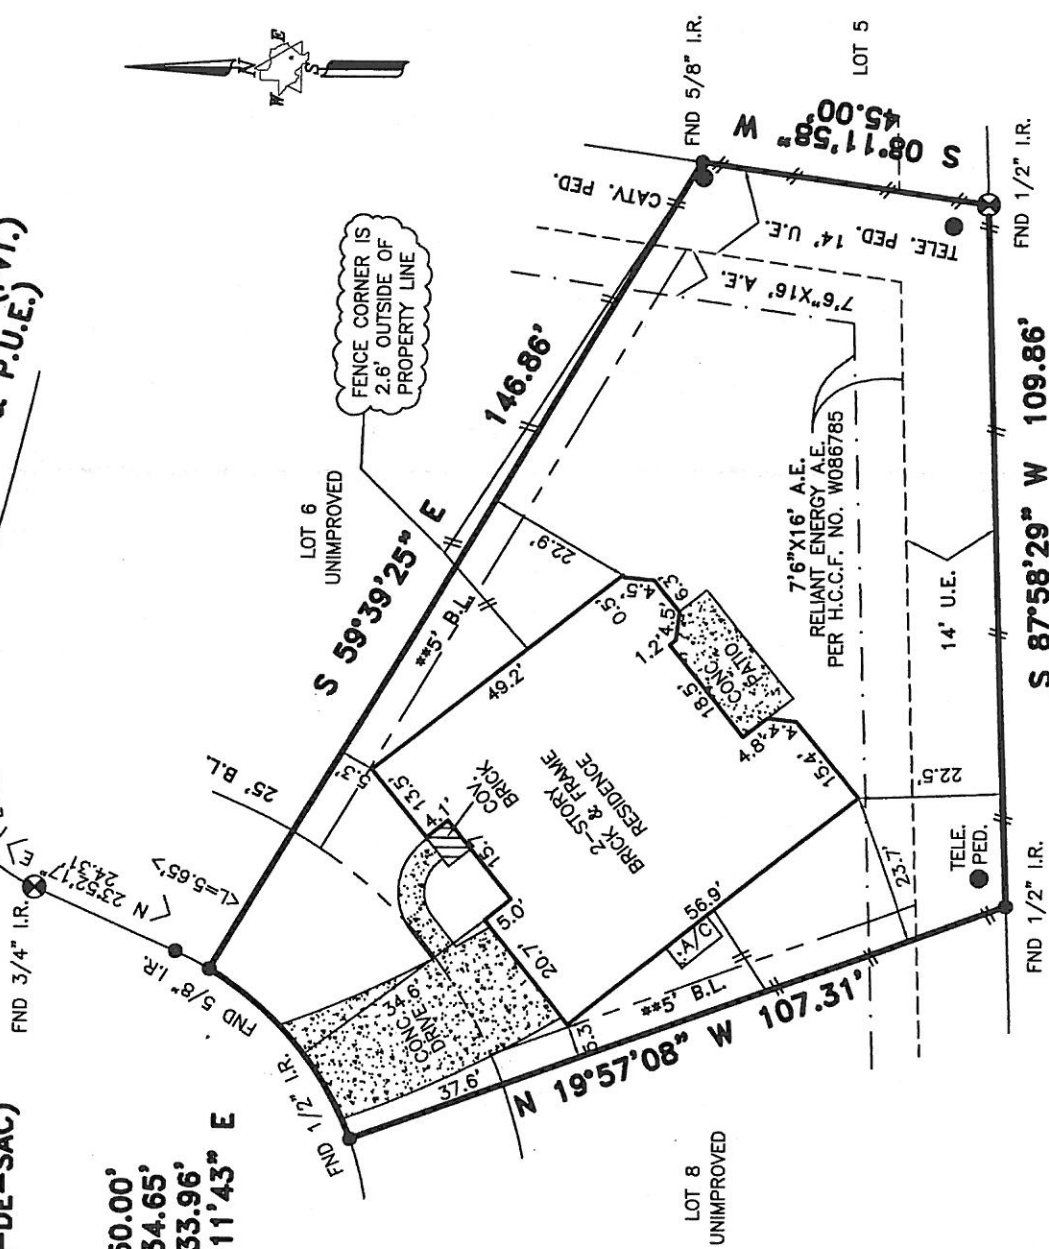 & P.U.E.)
N
W
E
S
FND 5/8" I.R.
LOT 5
S 08°11'58" W
45.00'
CATV. PED.
FENCE CORNER IS
2.6' OUTSIDE OF
PROPERTY LINE
TELE. PED.
14' U.E.
7'6"X16' A.E.
FND 1/2" I.R.
146.86'
LOT 6
UNIMPROVED
S 59°39'25" E
**5' B.L.
22.9'
25' B.L.
FND 3/4" I.R.
<N 23°52'17" E>
24.31'
<L=5.65'>
FND 5/8" I.R.
5.3'
49.2'
13.5'
4.1'
COV.
BRICK
15.7'
5.0'
20.7'
0.5'
4.5'
6.3'
4.5'
1.2'
18.5'
CONC.
PATIO
4.8'
4.4'
15.4'
2-STORY
BRICK & FRAME
RESIDENCE
7'6"X16' A.E.
RELIANT ENERGY A.E.
PER H.C.C.F. NO. W086785
14' U.E.
S 87°58'29" W 109.86'
22.5'
TELE.
PED.
23.7'
56.9'
A/C
34.6'
CONC.
DRIVE
37.6'
5.3'
**5' B.L.
FND 1/2" I.R.
N 19°57'08" W 107.31'
FND 1/2" I.R.
LOT 8
UNIMPROVED
-DE-SAC)
34.65'
33.96'
11'43" E